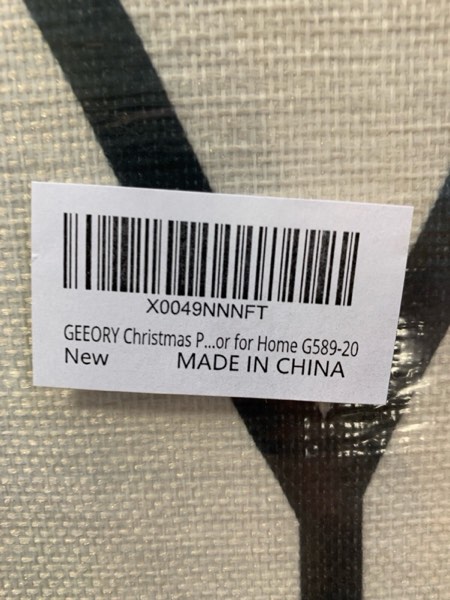 X0049NNNFT
GEEORY Christmas P...or for Home G589-20
New MADE IN CHINA